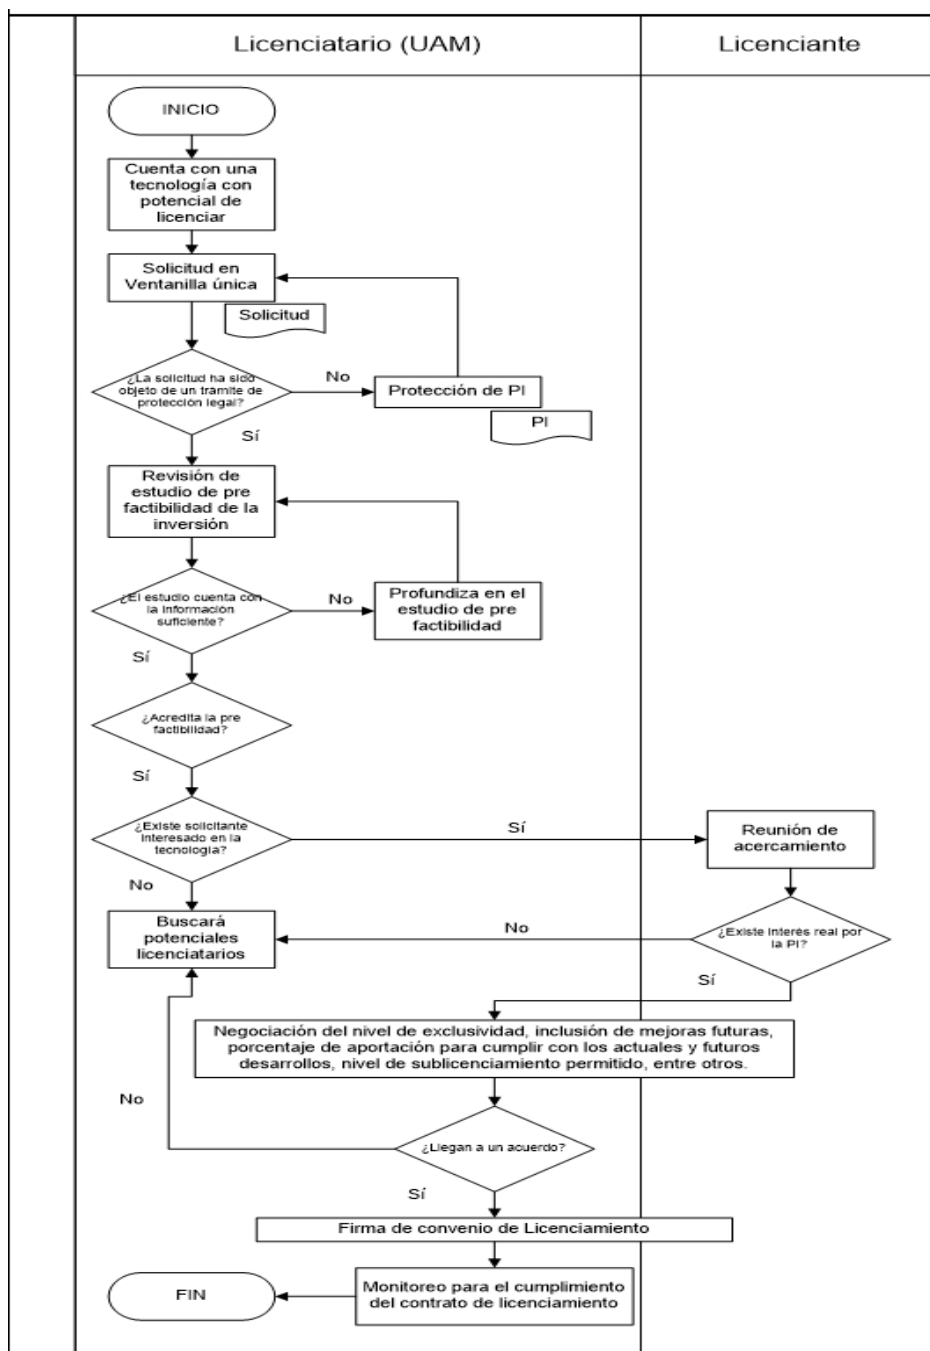 Licenciatario (UAM)
Licenciante
INICIO
Cuenta con una
tecnología con
potencial de
licenciar
Solicitud en
Ventanilla única
Solicitud
¿La solicitud ha sido
objeto de un trámite de
protección legal?
No
Protección de PI
PI
Sí
Revisión de
estudio de pre
factibilidad de la
inversión
¿El estudio cuenta con
la información
suficiente?
No
Profundiza en el
estudio de pre
factibilidad
Sí
¿Acredita la pre
factibilidad?
Sí
¿Existe solicitante
interesado en la
tecnología?
Sí
Reunión de
acercamiento
No
Buscará
potenciales
licenciatarios
No
¿Existe interés real por
la PI?
Sí
Negociación del nivel de exclusividad, inclusión de mejoras futuras,
porcentaje de aportación para cumplir con los actuales y futuros
desarrollos, nivel de sublicenciamiento permitido, entre otros.
No
¿Llegan a un acuerdo?
Sí
Firma de convenio de Licenciamiento
FIN
Monitoreo para el cumplimiento
del contrato de licenciamiento